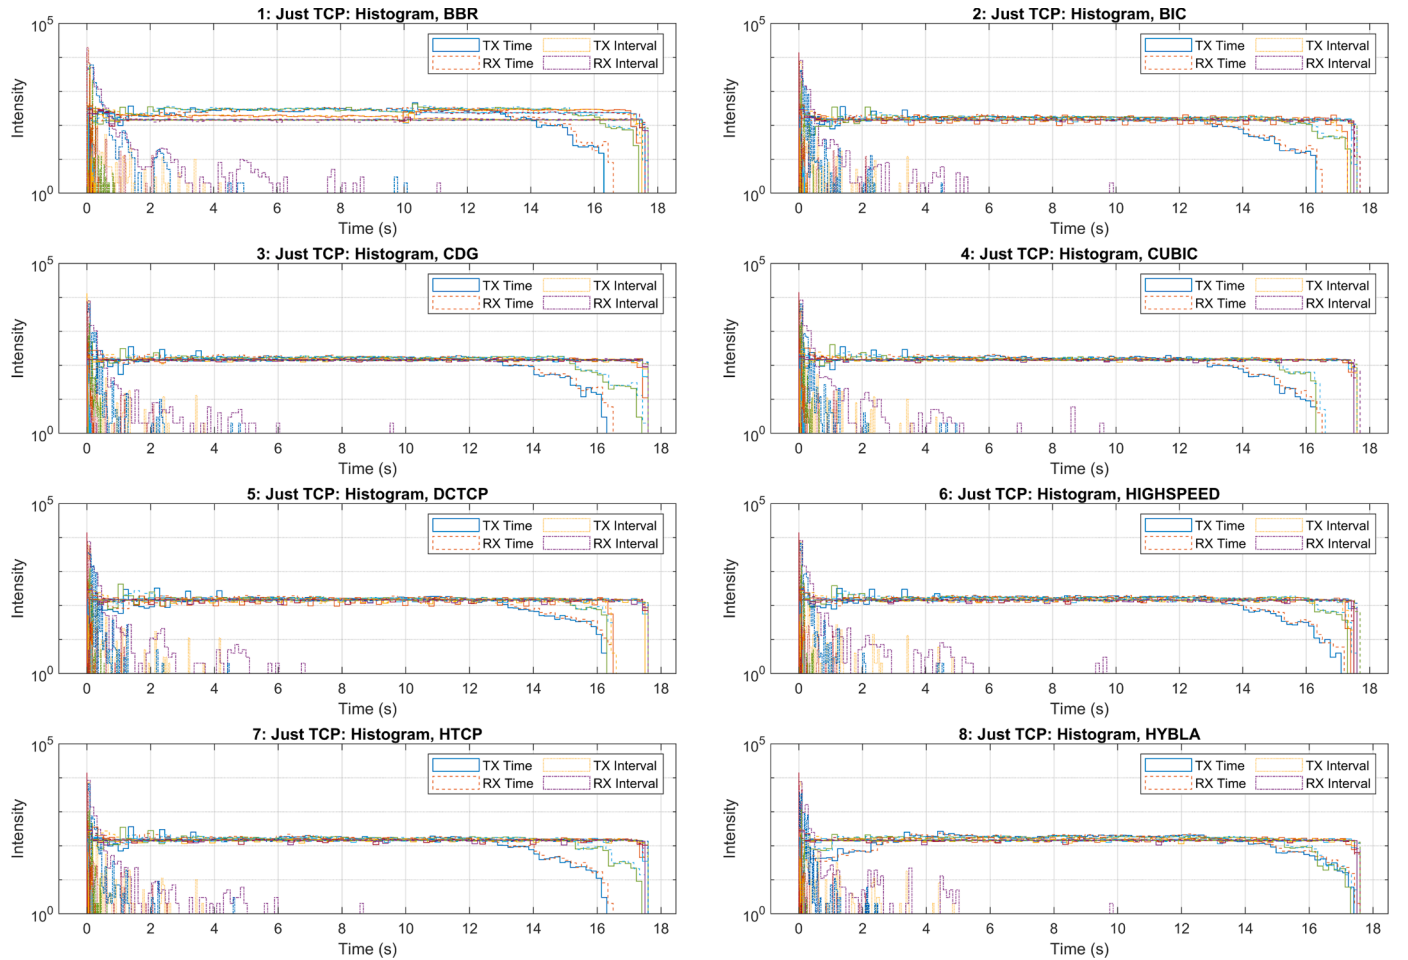 1: Just TCP: Histogram, BBR
10^5
Intensity
10^0
TX Time TX Interval
RX Time RX Interval
0 2 4 6 8 10 12 14 16 18
Time (s)
2: Just TCP: Histogram, BIC
10^5
Intensity
10^0
TX Time TX Interval
RX Time RX Interval
0 2 4 6 8 10 12 14 16 18
Time (s)
3: Just TCP: Histogram, CDG
10^5
Intensity
10^0
TX Time TX Interval
RX Time RX Interval
0 2 4 6 8 10 12 14 16 18
Time (s)
4: Just TCP: Histogram, CUBIC
10^5
Intensity
10^0
TX Time TX Interval
RX Time RX Interval
0 2 4 6 8 10 12 14 16 18
Time (s)
5: Just TCP: Histogram, DCTCP
10^5
Intensity
10^0
TX Time TX Interval
RX Time RX Interval
0 2 4 6 8 10 12 14 16 18
Time (s)
6: Just TCP: Histogram, HIGHSPEED
10^5
Intensity
10^0
TX Time TX Interval
RX Time RX Interval
0 2 4 6 8 10 12 14 16 18
Time (s)
7: Just TCP: Histogram, HTCP
10^5
Intensity
10^0
TX Time TX Interval
RX Time RX Interval
0 2 4 6 8 10 12 14 16 18
Time (s)
8: Just TCP: Histogram, HYBLA
10^5
Intensity
10^0
TX Time TX Interval
RX Time RX Interval
0 2 4 6 8 10 12 14 16 18
Time (s)